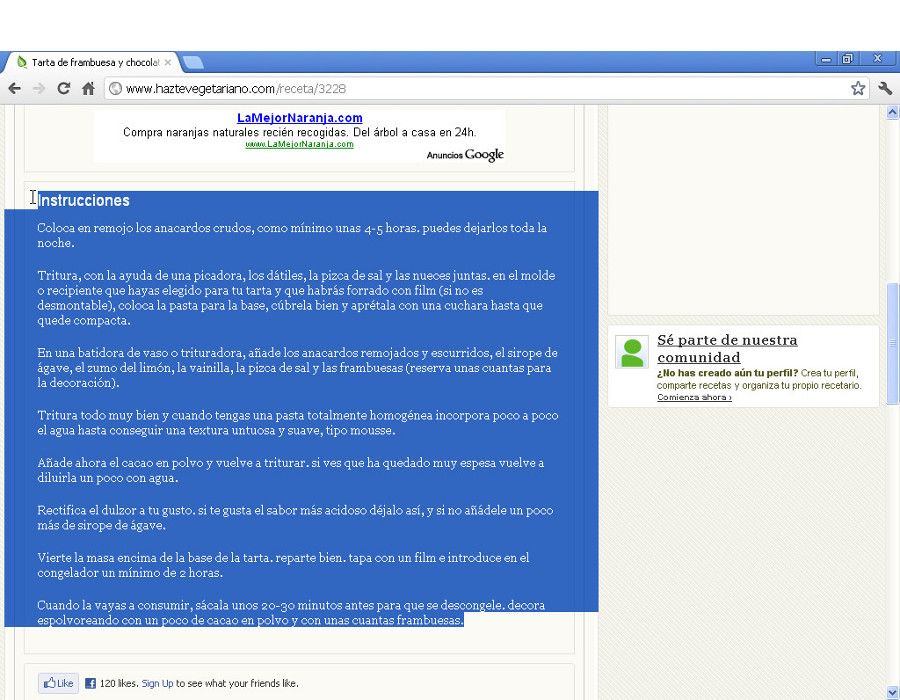 Tarta de frambuesa y chocolat
www.haztevegetariano.com/receta/3228
LaMejorNaranja.com
Compra naranjas naturales recién recogidas. Del árbol a casa en 24h.
www.LaMejorNaranja.com
Anuncios Google
Instrucciones
Coloca en remojo los anacardos crudos, como mínimo unas 4-5 horas. puedes dejarlos toda la
noche.
Tritura, con la ayuda de una picadora, los dátiles, la pizca de sal y las nueces juntas. en el molde
o recipiente que hayas elegido para tu tarta y que habrás forrado con film (si no es
desmontable), coloca la pasta para la base, cúbrela bien y aprétala con una cuchara hasta que
quede compacta.
En una batidora de vaso o trituradora, añade los anacardos remojados y escurridos, el sirope de
ágave, el zumo del limón, la vainilla, la pizca de sal y las frambuesas (reserva unas cuantas para
la decoración).
Tritura todo muy bien y cuando tengas una pasta totalmente homogénea incorpora poco a poco
el agua hasta conseguir una textura untuosa y suave, tipo mousse.
Añade ahora el cacao en polvo y vuelve a triturar. si ves que ha quedado muy espesa vuelve a
diluirla un poco con agua.
Rectifica el dulzor a tu gusto. si te gusta el sabor más acidoso déjalo así, y si no añádele un poco
más de sirope de ágave.
Vierte la masa encima de la base de la tarta. reparte bien. tapa con un film e introduce en el
congelador un mínimo de 2 horas.
Cuando la vayas a consumir, sácala unos 20-30 minutos antes para que se descongele. decora
espolvoreando con un poco de cacao en polvo y con unas cuantas frambuesas.
Like 120 likes. Sign Up to see what your friends like.
Sé parte de nuestra
comunidad
¿No has creado aún tu perfil? Crea tu perfil,
comparte recetas y organiza tu propio recetario.
Comienza ahora ›